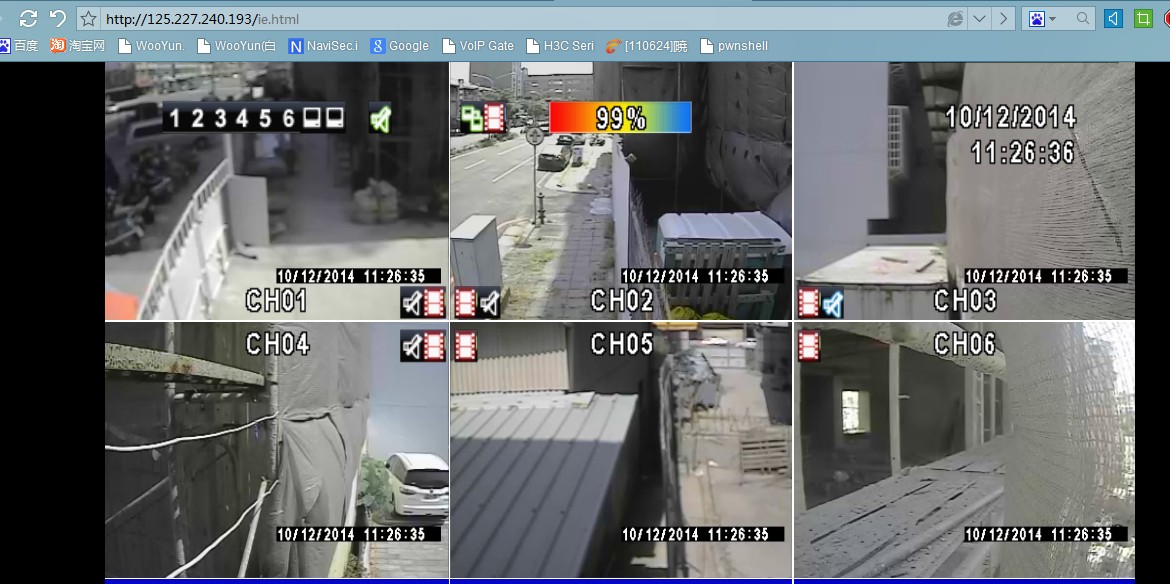 http://125.227.240.193/ie.html
百度 淘宝网 WooYun. WooYun(白 NaviSec.i Google VoIP Gate H3C Seri [110624]曉 pwnshell
1 2 3 4 5 6
99%
10/12/2014
11:26:36
10/12/2014 11:26:35
CH01
10/12/2014 11:26:35
CH02
10/12/2014 11:26:35
CH03
CH04
CH05
CH06
10/12/2014 11:26:35
10/12/2014 11:26:35
10/12/2014 11:26:35